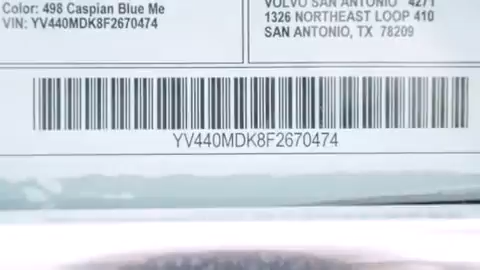 Color: 498 Caspian Blue Me
VIN: YV440MDK8F2670474
VOLVO SAN ANTONIO 4271
1326 NORTHEAST LOOP 410
SAN ANTONIO, TX 78209
YV440MDK8F2670474